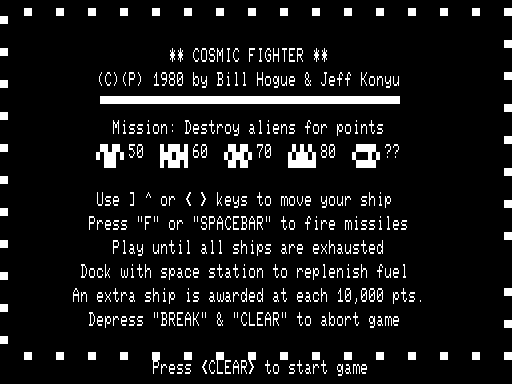 ** COSMIC FIGHTER **
(C)(P) 1980 by Bill Hogue & Jeff Konyu
Mission: Destroy aliens for points
50 60 70 80 ??
Use ] ^ or < > keys to move your ship
Press "F" or "SPACEBAR" to fire missiles
Play until all ships are exhausted
Dock with space station to replenish fuel
An extra ship is awarded at each 10,000 pts.
Depress "BREAK" & "CLEAR" to abort game
Press <CLEAR> to start game